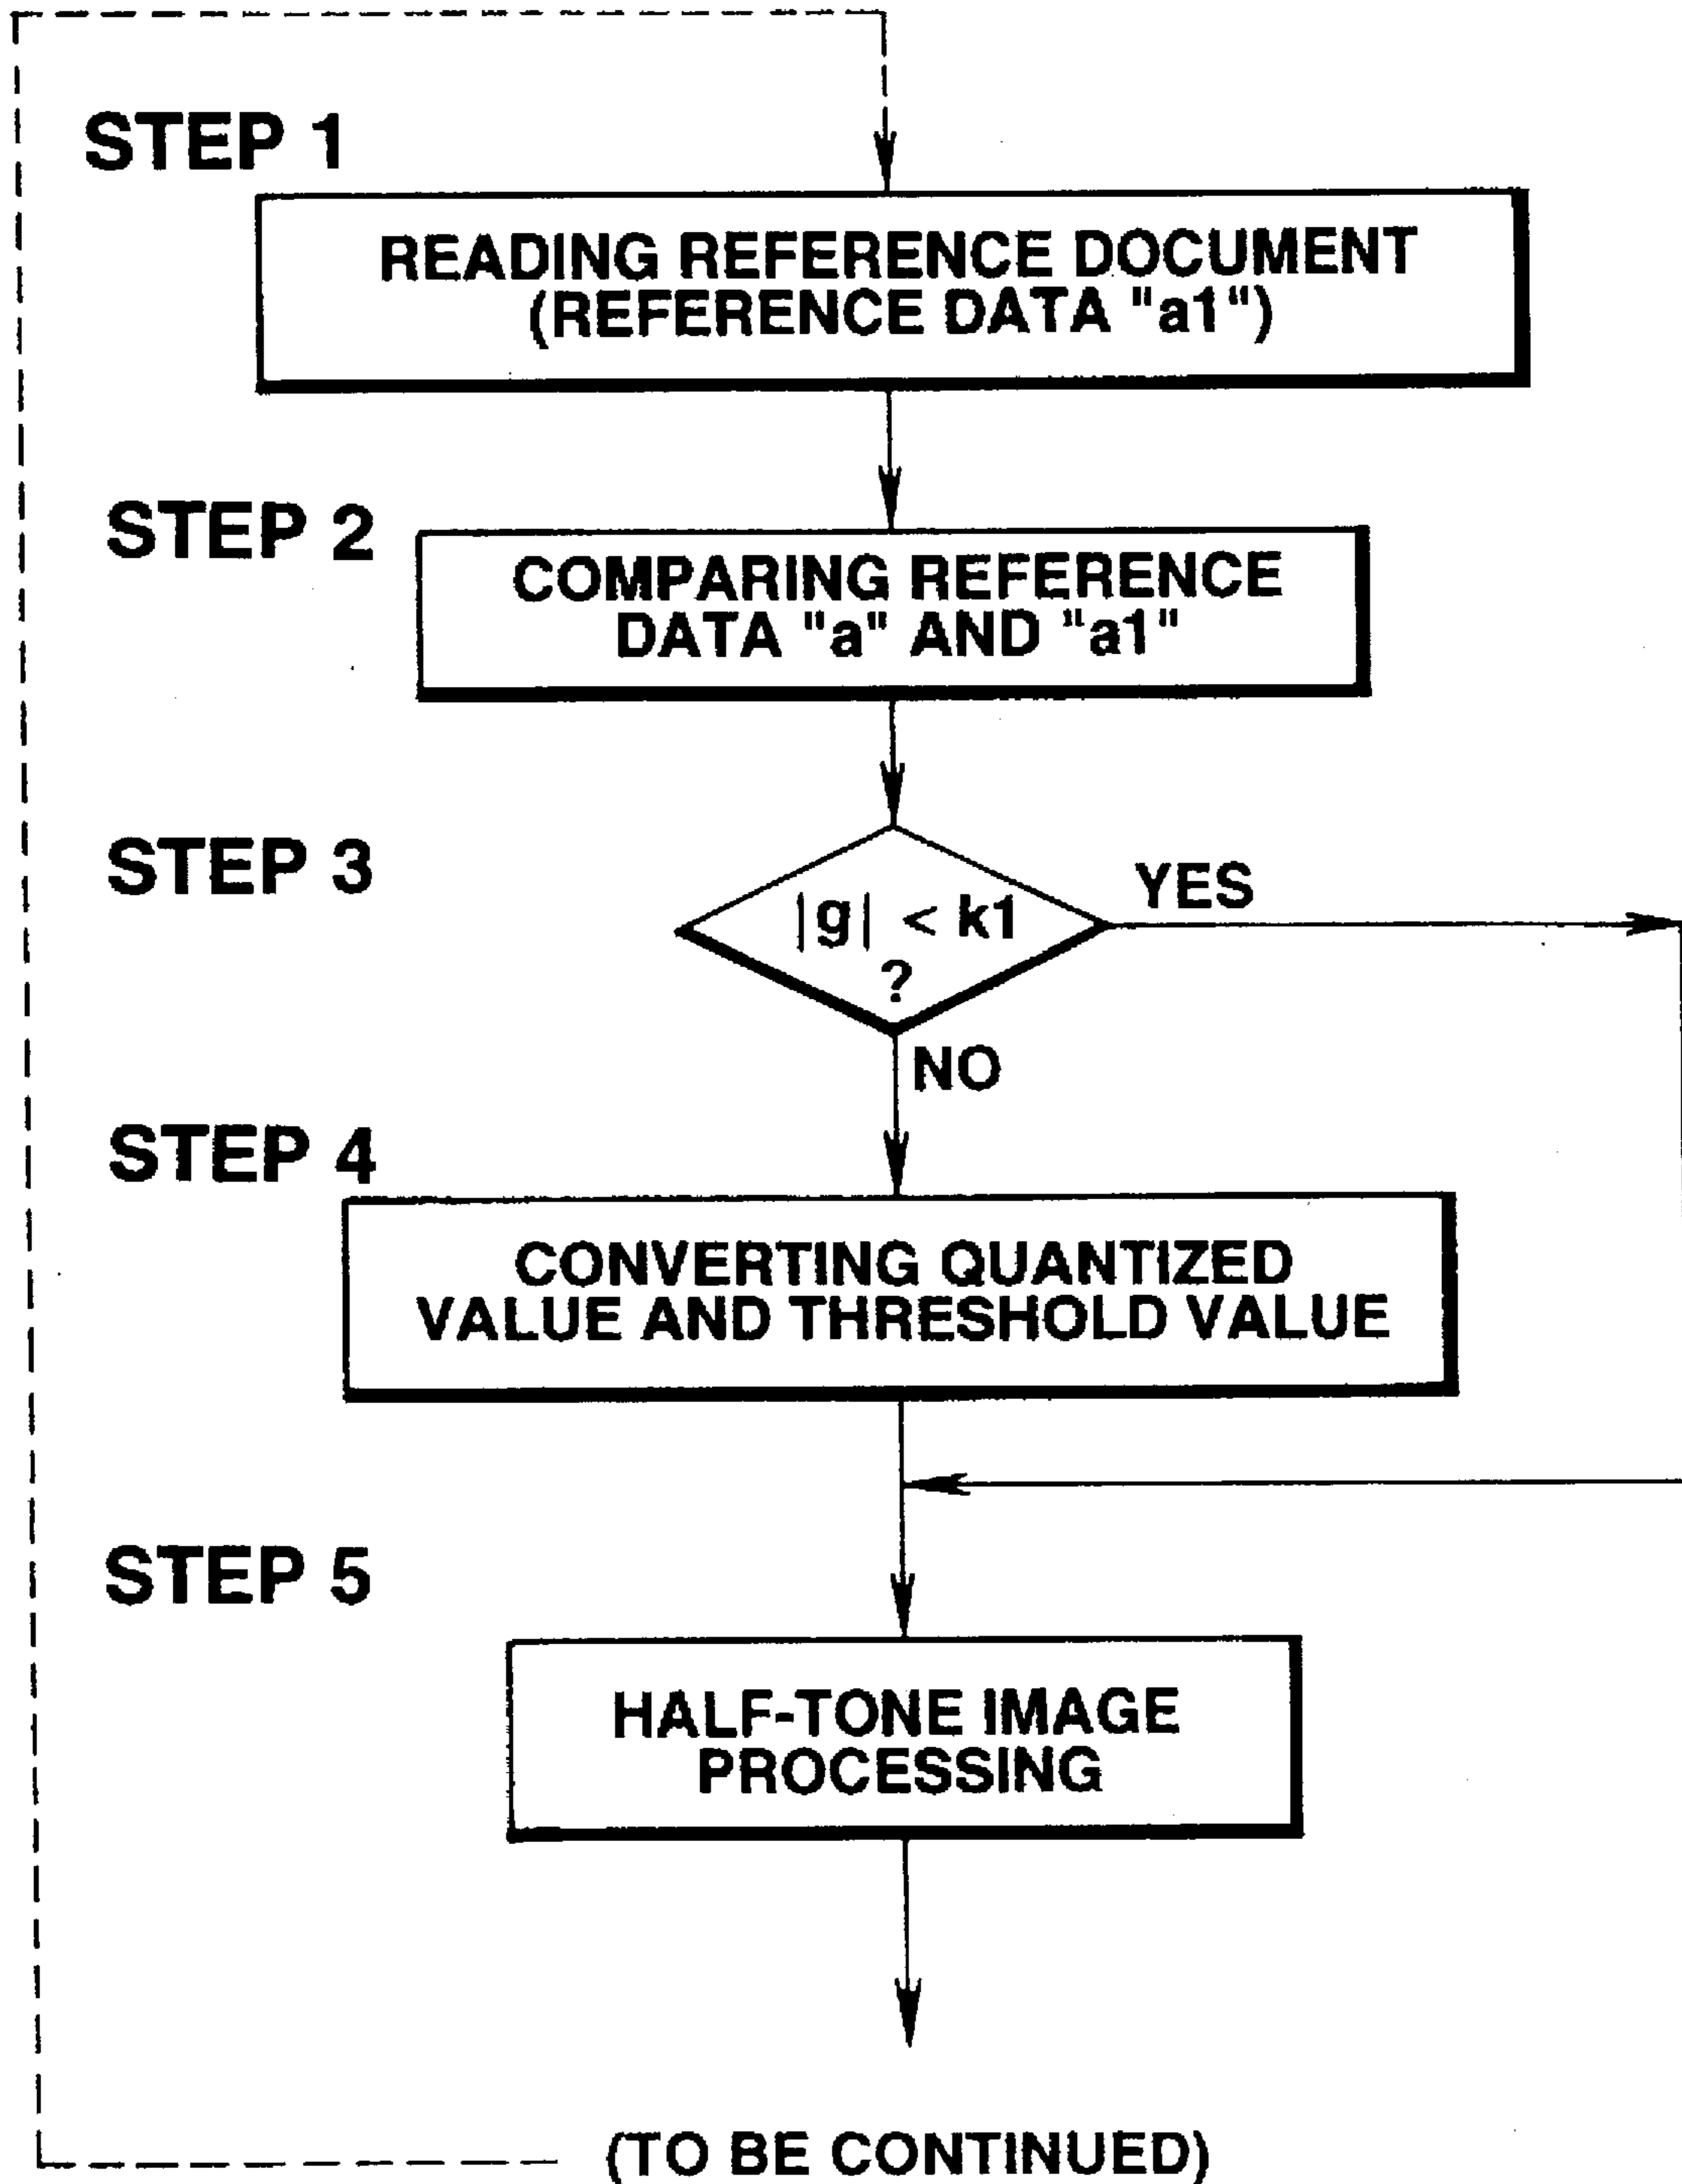 STEP 1
READING REFERENCE DOCUMENT
(REFERENCE DATA "a1")
STEP 2
COMPARING REFERENCE
DATA "a" AND "a1"
STEP 3
|g| < k1
?
YES
NO
STEP 4
CONVERTING QUANTIZED
VALUE AND THRESHOLD VALUE
STEP 5
HALF-TONE IMAGE
PROCESSING
(TO BE CONTINUED)